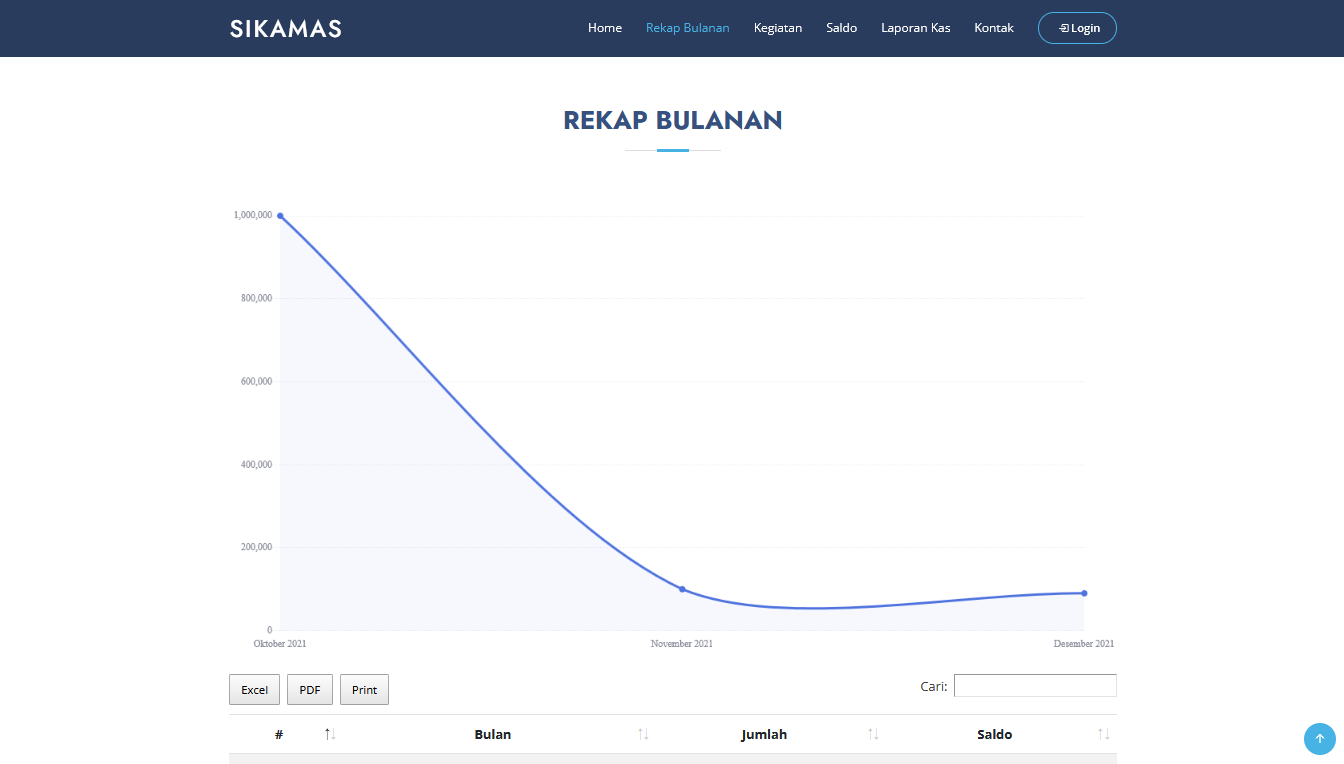 SIKAMAS Home Rekap Bulanan Kegiatan Saldo Laporan Kas Kontak Login
REKAP BULANAN
1,000,000
800,000
600,000
400,000
200,000
0
Oktober 2021 November 2021 Desember 2021
Excel PDF Print Cari:
# Bulan Jumlah Saldo